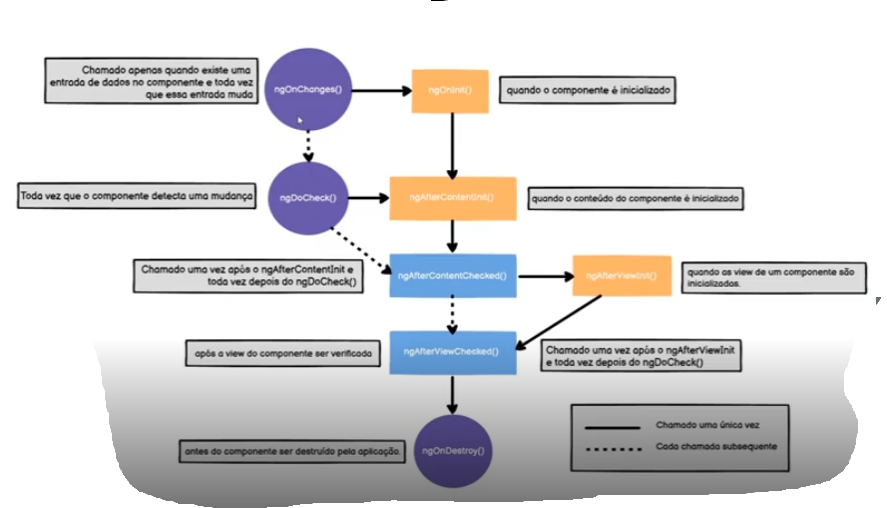 Chamado apenas quando existe uma
entrada de dados no componente e toda vez
que essa entrada muda
ngOnChanges()
ngOnInit()
quando o componente é inicializado
Toda vez que o componente detecta uma mudança
ngDoCheck()
ngAfterContentInit()
quando o conteúdo do componente é inicializado
Chamado uma vez após o ngAfterContentInit e
toda vez depois do ngDoCheck()
ngAfterContentChecked()
ngAfterViewInit()
quando as view de um componente são
inicializadas.
após a view do componente ser verificada
ngAfterViewChecked()
Chamado uma vez após o ngAfterViewInit
e toda vez depois do ngDoCheck()
antes do componente ser destruído pela aplicação.
ngOnDestroy()
Chamado uma única vez
Cada chamada subsequente